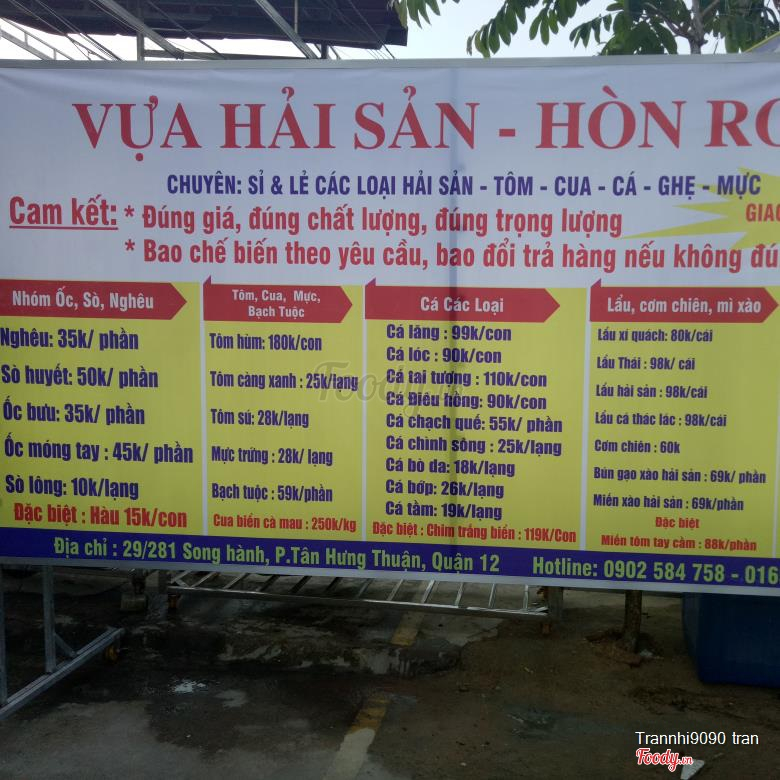 VỰA HẢI SẢN - HÒN
CHUYÊN: SỈ & LẺ CÁC LOẠI HẢI SẢN - TÔM - CUA - CÁ - GHẸ - MỰC
GIAO
Cam kết: * Đúng giá, đúng chất lượng, đúng trọng lượng
* Bao chế biến theo yêu cầu, bao đổi trả hàng nếu không
Nhóm Ốc, Sò, Nghêu
Nghêu: 35k/ phần
Sò huyết: 50k/ phần
Ốc bưu: 35k/ phần
Ốc móng tay : 45k/ phần
Sò lông: 10k/lạng
Đặc biệt : Hàu 15k/con
Tôm, Cua, Mực,
Bạch Tuộc
Tôm hùm: 180k/con
Tôm càng xanh : 25k/lạng
Tôm sú: 28k/lạng
Mực trứng : 28k/ lạng
Bạch tuộc : 59k/phần
Cua biển cà mau : 250k/kg
Cá Các Loại
Cá lăng : 99k/con
Cá lóc : 90k/con
Cá tai tượng : 110k/con
Cá Điêu hồng: 90k/con
Cá chạch quế: 55k/ phần
Cá chình sông : 25k/lạng
Cá bò da: 18k/lạng
Cá bớp: 26k/lạng
Cá tầm: 19k/lạng
Đặc biệt : Chim trắng biển : 119K/Con
Lẩu, cơm chiên, mì xào
Lẩu xí quách: 80k/cái
Lẩu Thái : 98k/ cái
Lẩu hải sản : 98k/cái
Lẩu cá thác lác : 98k/cái
Cơm chiên : 60k
Bún gạo xào hải sản : 69k/ phần
Miến xào hải sản : 69k/phần
Đặc biệt
Miến tôm tay cầm : 88k/phần
Địa chỉ : 29/281 Song hành, P.Tân Hưng Thuận, Quận 12 Hotline: 0902 584 758 - 016
Foody.vn
Trannhi9090 tran
Foody.vn